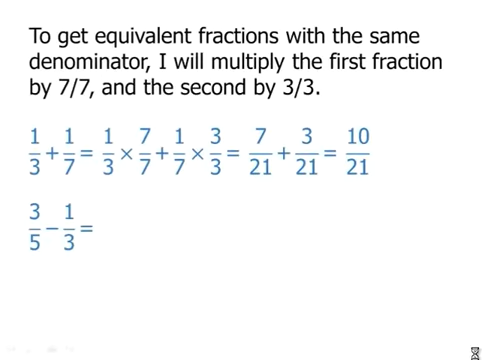 To get equivalent fractions with the same
denominator, I will multiply the first fraction
by 7/7, and the second by 3/3.
1/3 + 1/7 = 1/3 × 7/7 + 1/7 × 3/3 = 7/21 + 3/21 = 10/21
3/5 − 1/3 =